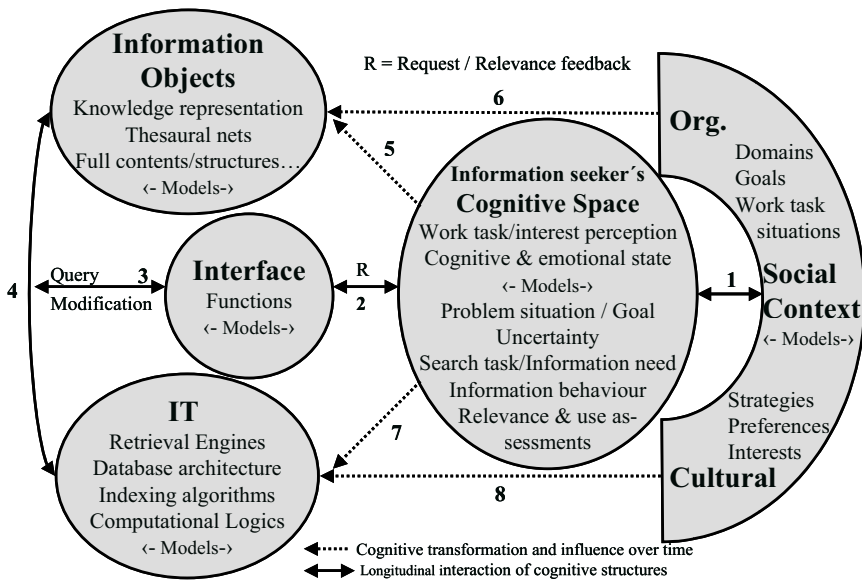 Information
Objects
Knowledge representation
Thesaural nets
Full contents/structures…
‹- Models-›
R = Request / Relevance feedback
6
5
Org.
Domains
Goals
Work task
situations
Social
Context
‹- Models-›
Strategies
Preferences
Interests
Cultural
Information seeker´s
Cognitive Space
Work task/interest perception
Cognitive & emotional state
‹- Models-›
Problem situation / Goal
Uncertainty
Search task/Information need
Information behaviour
Relevance & use as-
sessments
1
4
Query 3
Modification
Interface
Functions
‹- Models-›
R
2
IT
Retrieval Engines
Database architecture
Indexing algorithms
Computational Logics
‹- Models-›
7
8
Cognitive transformation and influence over time
Longitudinal interaction of cognitive structures